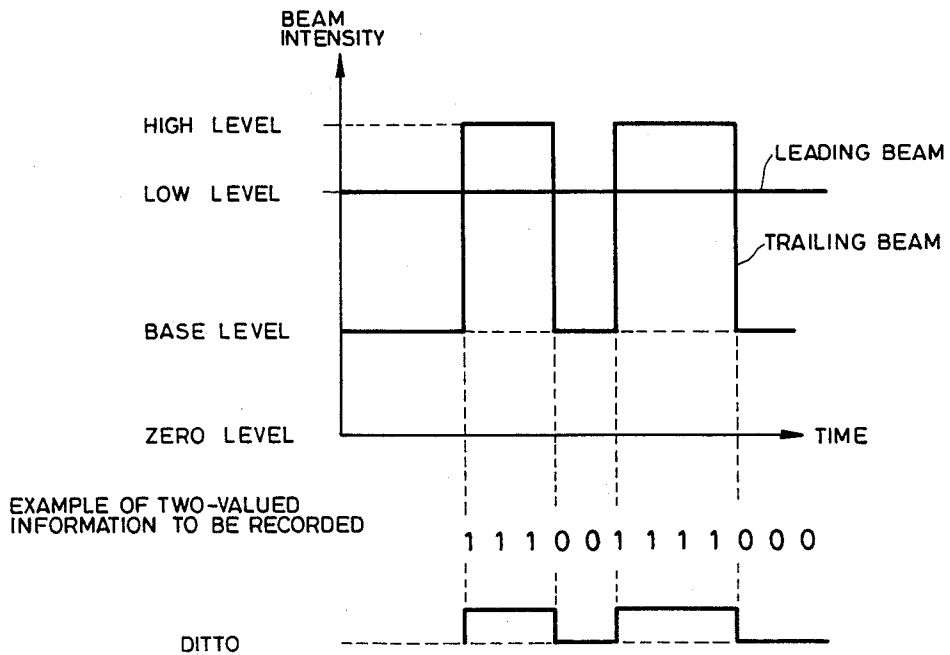 BEAM
INTENSITY
HIGH LEVEL
LEADING BEAM
LOW LEVEL
TRAILING BEAM
BASE LEVEL
ZERO LEVEL
TIME
EXAMPLE OF TWO-VALUED
INFORMATION TO BE RECORDED
1 1 1 0 0 1 1 1 1 0 0 0
DITTO